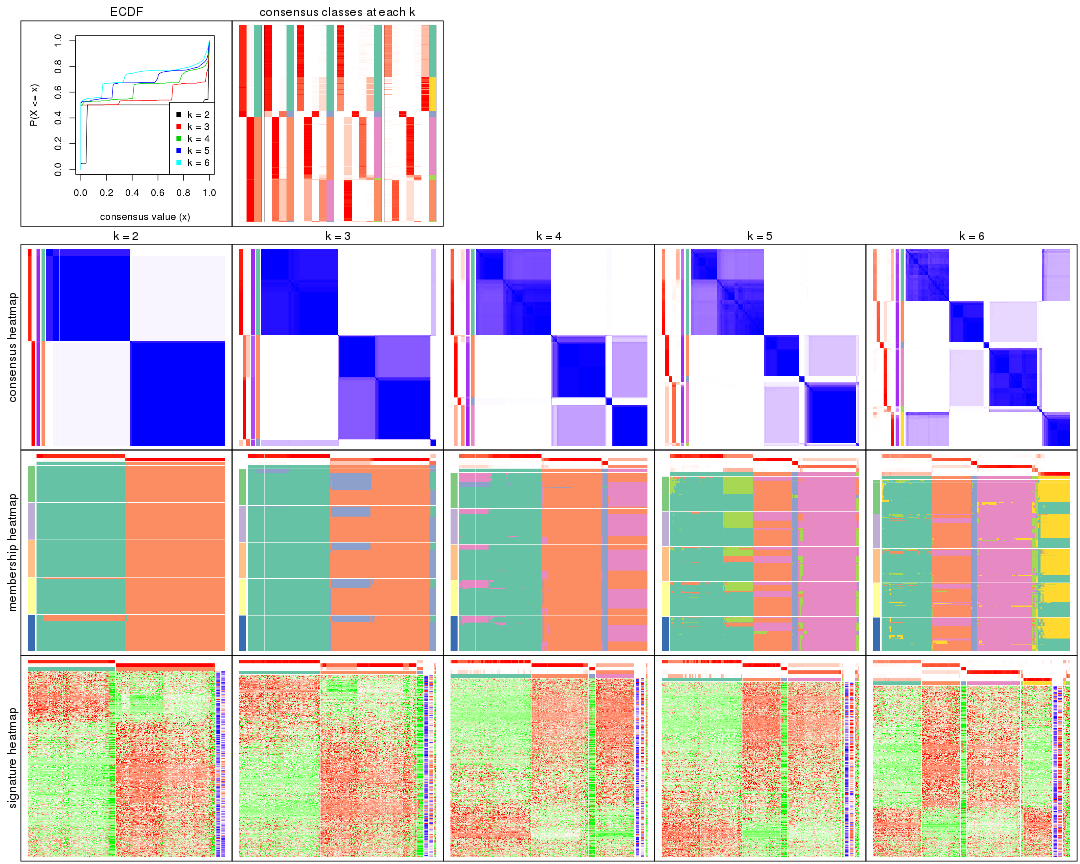 ECDF
consensus classes at each k
P(X <= x)
0.0 0.2 0.4 0.6 0.8 1.0
k = 2
k = 3
k = 4
k = 5
k = 6
0.0 0.2 0.4 0.6 0.8 1.0
consensus value (x)
k = 2
k = 3
k = 4
k = 5
k = 6
consensus heatmap
membership heatmap
signature heatmap